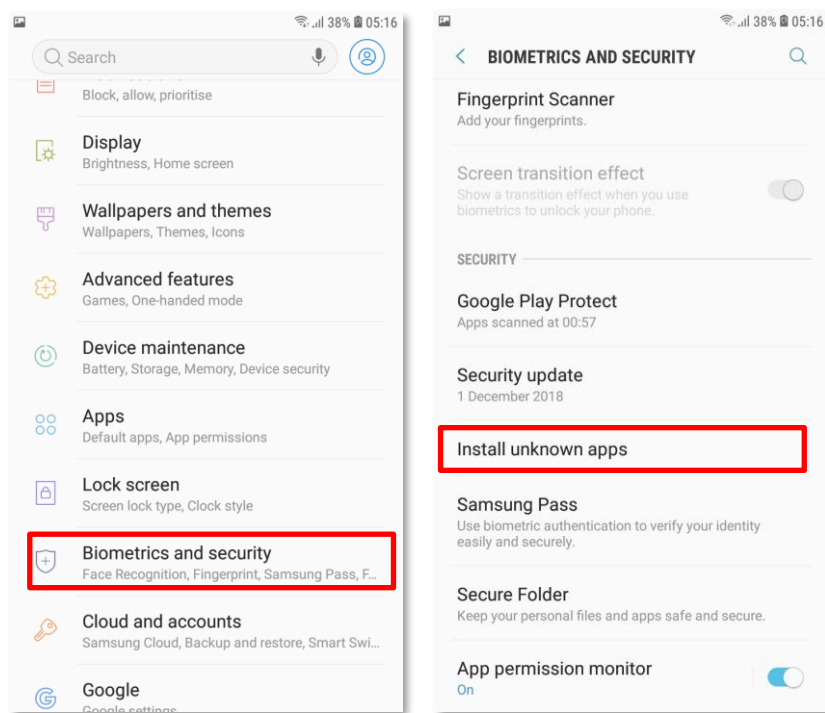 38% 05:16
Search
Block, allow, prioritise
Display
Brightness, Home screen
Wallpapers and themes
Wallpapers, Themes, Icons
Advanced features
Games, One-handed mode
Device maintenance
Battery, Storage, Memory, Device security
Apps
Default apps, App permissions
Lock screen
Screen lock type, Clock style
Biometrics and security
Face Recognition, Fingerprint, Samsung Pass, F...
Cloud and accounts
Samsung Cloud, Backup and restore, Smart Swi...
Google
Google settings
38% 05:16
BIOMETRICS AND SECURITY
Fingerprint Scanner
Add your fingerprints.
Screen transition effect
Show a transition effect when you use
biometrics to unlock your phone.
SECURITY
Google Play Protect
Apps scanned at 00:57
Security update
1 December 2018
Install unknown apps
Samsung Pass
Use biometric authentication to verify your identity
easily and securely.
Secure Folder
Keep your personal files and apps safe and secure.
App permission monitor
On